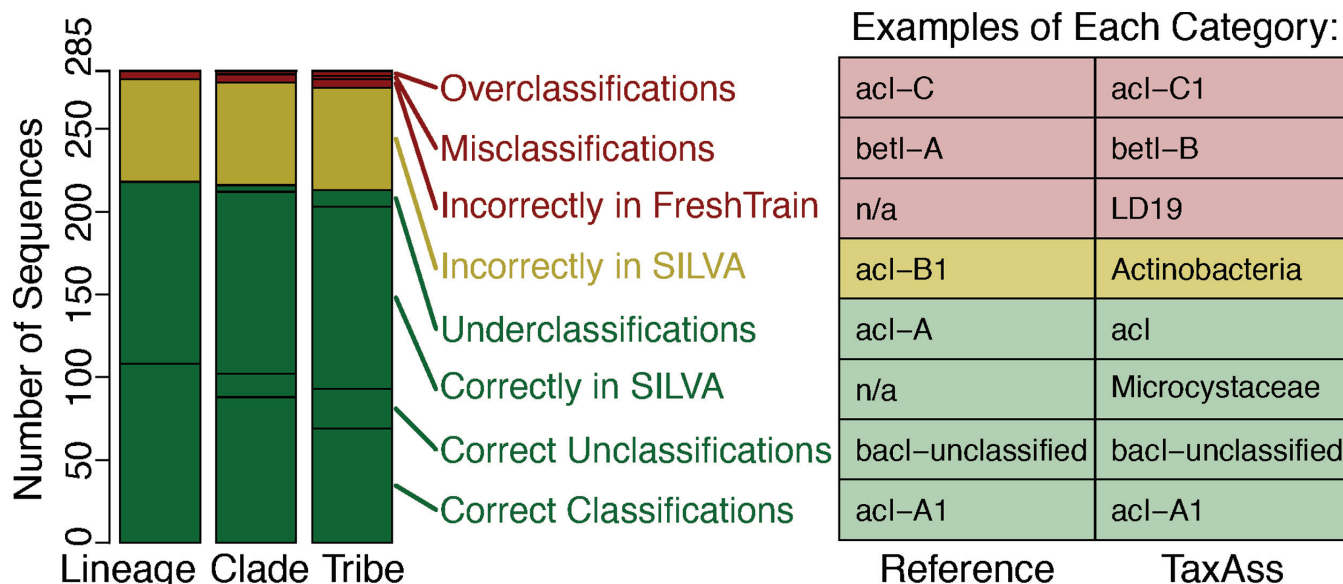 Examples of Each Category:
Number of Sequences
285
250
200
150
100
50
0
Lineage Clade Tribe
Overclassifications
Misclassifications
Incorrectly in FreshTrain
Incorrectly in SILVA
Underclassifications
Correctly in SILVA
Correct Unclassifications
Correct Classifications
acI–C acI–C1
betI–A betI–B
n/a LD19
acI–B1 Actinobacteria
acI–A acI
n/a Microcystaceae
bacI–unclassified bacI–unclassified
acI–A1 acI–A1
Reference TaxAss